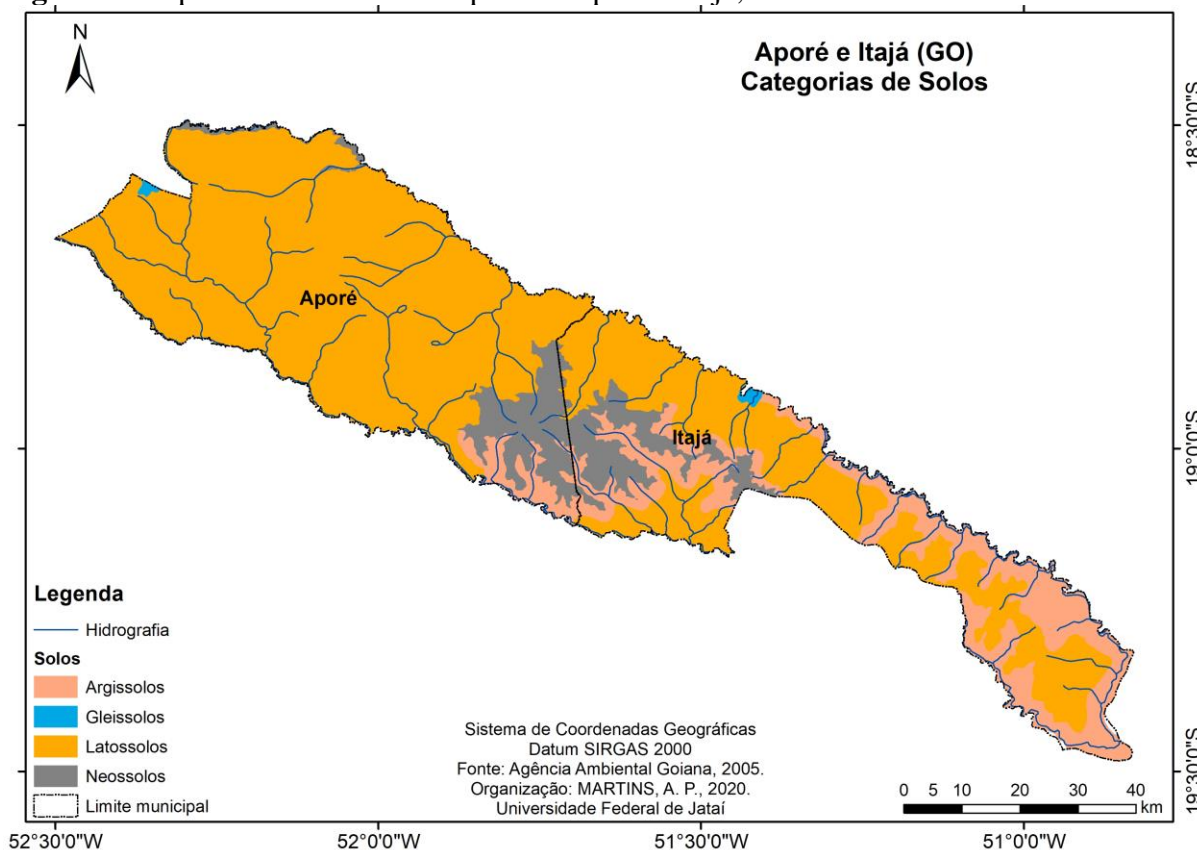 N
Aporé e Itajá (GO)
Categorias de Solos
18°30'0"S
Aporé
Itajá
19°0'0"S
Legenda
Hidrografia
Solos
Argissolos
Gleissolos
Latossolos
Neossolos
Limite municipal
Sistema de Coordenadas Geográficas
Datum SIRGAS 2000
Fonte: Agência Ambiental Goiana, 2005.
Organização: MARTINS, A. P., 2020.
Universidade Federal de Jataí
0 5 10 20 30 40
km
19°30'0"S
52°30'0"W 52°0'0"W 51°30'0"W 51°0'0"W